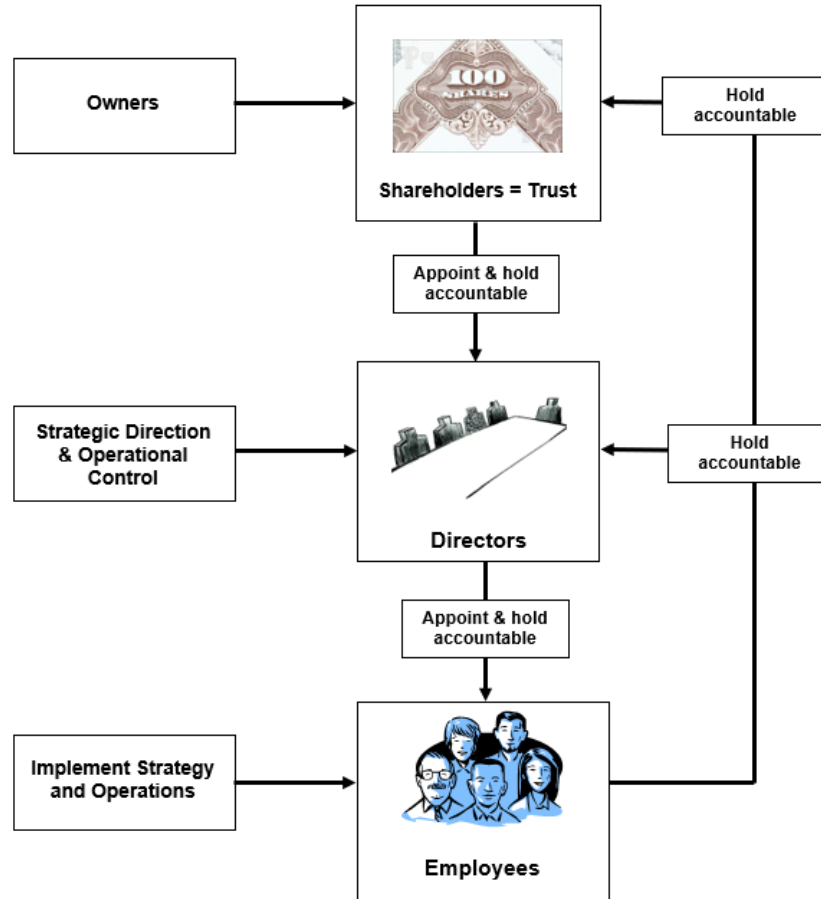 Owners
100
SHARES
Shareholders = Trust
Hold
accountable
Appoint & hold
accountable
Strategic Direction
& Operational
Control
Directors
Hold
accountable
Appoint & hold
accountable
Implement Strategy
and Operations
Employees